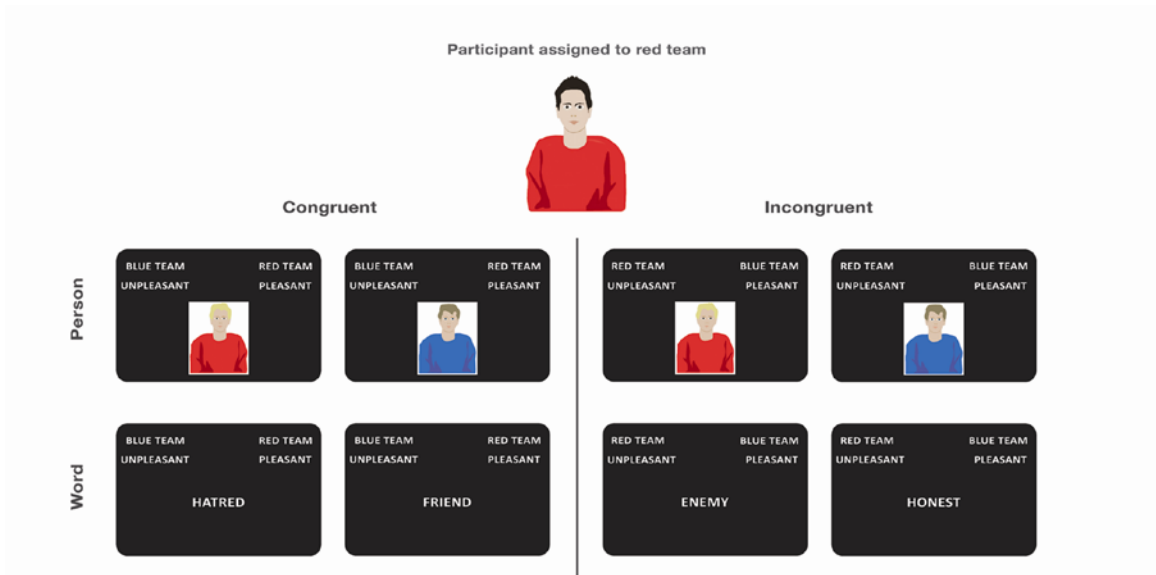 Participant assigned to red team
Congruent
Incongruent
Person
BLUE TEAM RED TEAM
UNPLEASANT PLEASANT
BLUE TEAM RED TEAM
UNPLEASANT PLEASANT
RED TEAM BLUE TEAM
UNPLEASANT PLEASANT
RED TEAM BLUE TEAM
UNPLEASANT PLEASANT
Word
BLUE TEAM RED TEAM
UNPLEASANT PLEASANT
HATRED
BLUE TEAM RED TEAM
UNPLEASANT PLEASANT
FRIEND
RED TEAM BLUE TEAM
UNPLEASANT PLEASANT
ENEMY
RED TEAM BLUE TEAM
UNPLEASANT PLEASANT
HONEST